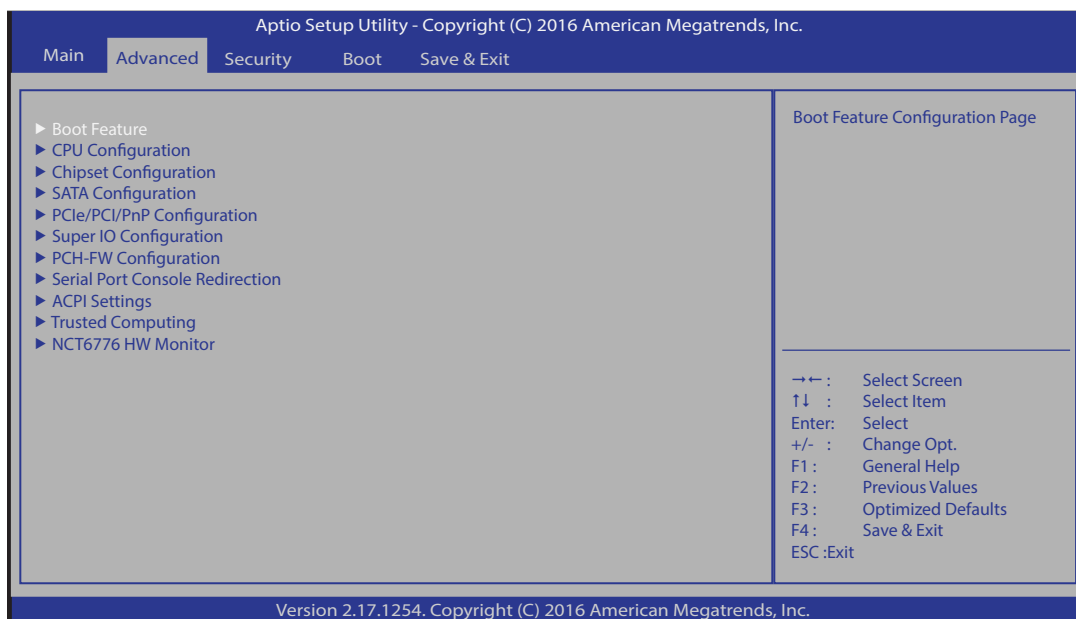 Aptio Setup Utility - Copyright (C) 2016 American Megatrends, Inc.
Main Advanced Security Boot Save & Exit
▶ Boot Feature
▶ CPU Configuration
▶ Chipset Configuration
▶ SATA Configuration
▶ PCIe/PCI/PnP Configuration
▶ Super IO Configuration
▶ PCH-FW Configuration
▶ Serial Port Console Redirection
▶ ACPI Settings
▶ Trusted Computing
▶ NCT6776 HW Monitor
Boot Feature Configuration Page
→← : Select Screen
↑↓ : Select Item
Enter: Select
+/- : Change Opt.
F1 : General Help
F2 : Previous Values
F3 : Optimized Defaults
F4 : Save & Exit
ESC :Exit
Version 2.17.1254. Copyright (C) 2016 American Megatrends, Inc.